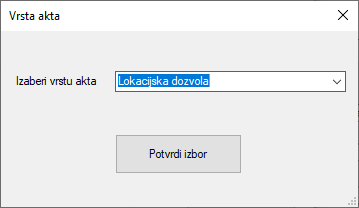 Vrsta akta
Izaberi vrstu akta
Lokacijska dozvola
Potvrdi izbor